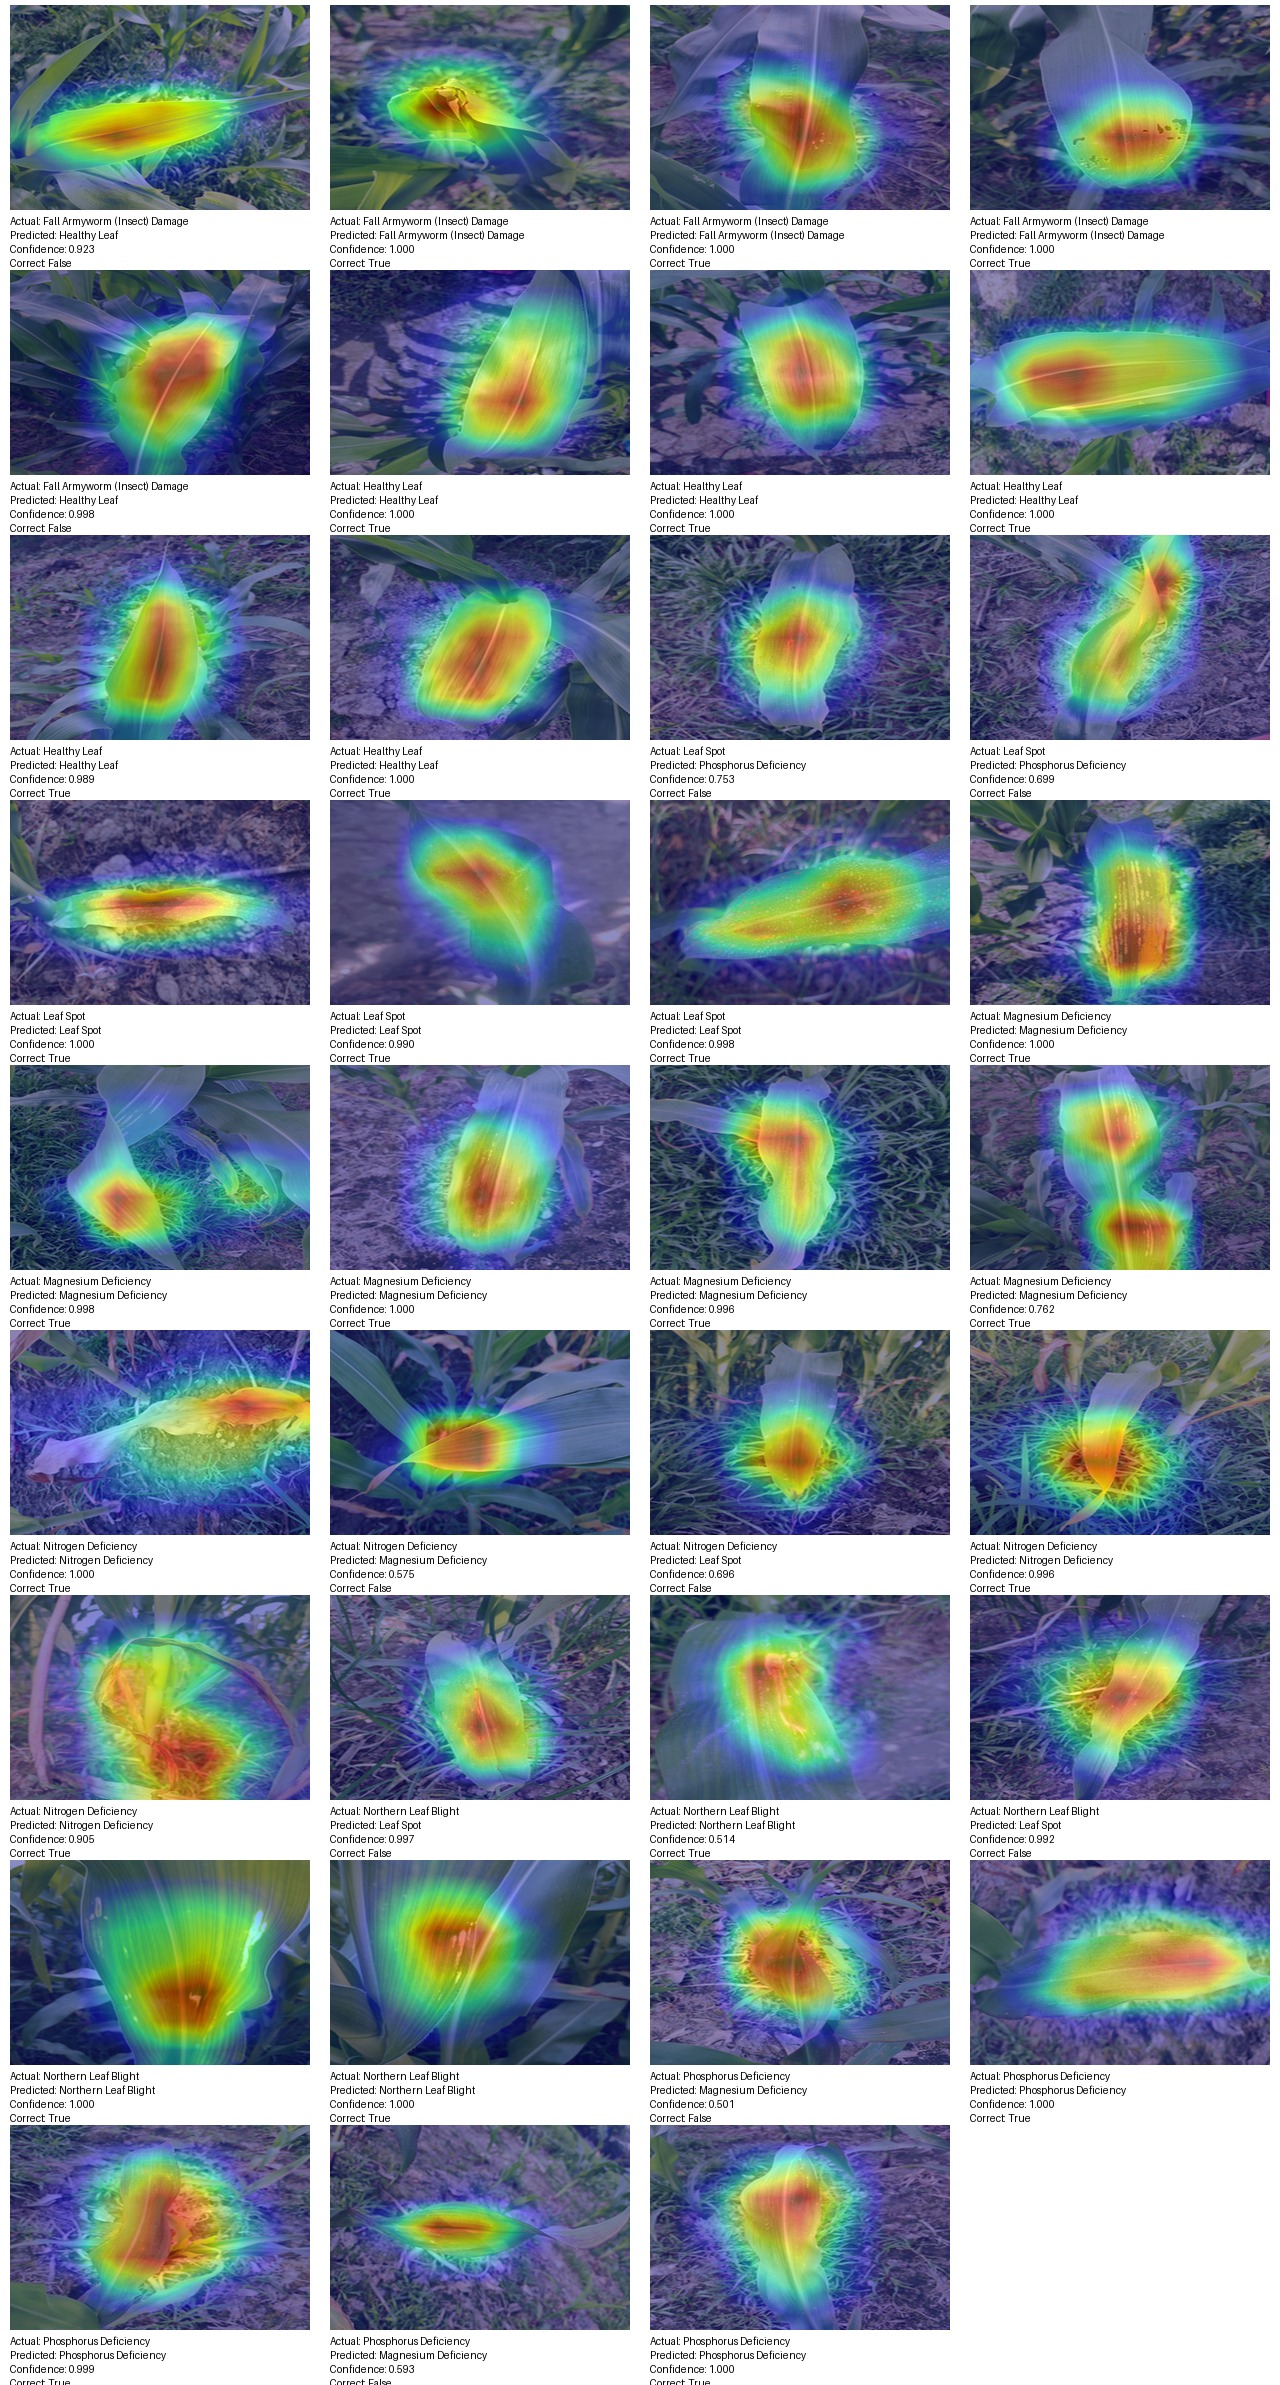 Actual: Fall Armyworm (Insect) Damage
Predicted: Healthy Leaf
Confidence: 0.923
Correct False
Actual: Fall Armyworm (Insect) Damage
Predicted: Fall Armyworm (Insect) Damage
Confidence: 1.000
Correct True
Actual: Fall Armyworm (Insect) Damage
Predicted: Fall Armyworm (Insect) Damage
Confidence: 1.000
Correct True
Actual: Fall Armyworm (Insect) Damage
Predicted: Fall Armyworm (Insect) Damage
Confidence: 1.000
Correct True
Actual: Fall Armyworm (Insect) Damage
Predicted: Healthy Leaf
Confidence: 0.998
Correct False
Actual: Healthy Leaf
Predicted: Healthy Leaf
Confidence: 1.000
Correct True
Actual: Healthy Leaf
Predicted: Healthy Leaf
Confidence: 1.000
Correct True
Actual: Healthy Leaf
Predicted: Healthy Leaf
Confidence: 1.000
Correct True
Actual: Healthy Leaf
Predicted: Healthy Leaf
Confidence: 0.989
Correct True
Actual: Healthy Leaf
Predicted: Healthy Leaf
Confidence: 1.000
Correct True
Actual: Leaf Spot
Predicted: Phosphorus Deficiency
Confidence: 0.753
Correct False
Actual: Leaf Spot
Predicted: Phosphorus Deficiency
Confidence: 0.699
Correct False
Actual: Leaf Spot
Predicted: Leaf Spot
Confidence: 1.000
Correct True
Actual: Leaf Spot
Predicted: Leaf Spot
Confidence: 0.990
Correct True
Actual: Leaf Spot
Predicted: Leaf Spot
Confidence: 0.998
Correct True
Actual: Magnesium Deficiency
Predicted: Magnesium Deficiency
Confidence: 1.000
Correct True
Actual: Magnesium Deficiency
Predicted: Magnesium Deficiency
Confidence: 0.998
Correct True
Actual: Magnesium Deficiency
Predicted: Magnesium Deficiency
Confidence: 1.000
Correct True
Actual: Magnesium Deficiency
Predicted: Magnesium Deficiency
Confidence: 0.996
Correct True
Actual: Magnesium Deficiency
Predicted: Magnesium Deficiency
Confidence: 0.762
Correct True
Actual: Nitrogen Deficiency
Predicted: Nitrogen Deficiency
Confidence: 1.000
Correct True
Actual: Nitrogen Deficiency
Predicted: Magnesium Deficiency
Confidence: 0.575
Correct False
Actual: Nitrogen Deficiency
Predicted: Leaf Spot
Confidence: 0.696
Correct False
Actual: Nitrogen Deficiency
Predicted: Nitrogen Deficiency
Confidence: 0.996
Correct True
Actual: Nitrogen Deficiency
Predicted: Nitrogen Deficiency
Confidence: 0.905
Correct True
Actual: Northern Leaf Blight
Predicted: Leaf Spot
Confidence: 0.997
Correct False
Actual: Northern Leaf Blight
Predicted: Northern Leaf Blight
Confidence: 0.514
Correct True
Actual: Northern Leaf Blight
Predicted: Leaf Spot
Confidence: 0.992
Correct False
Actual: Northern Leaf Blight
Predicted: Northern Leaf Blight
Confidence: 1.000
Correct True
Actual: Northern Leaf Blight
Predicted: Northern Leaf Blight
Confidence: 1.000
Correct True
Actual: Phosphorus Deficiency
Predicted: Magnesium Deficiency
Confidence: 0.501
Correct False
Actual: Phosphorus Deficiency
Predicted: Phosphorus Deficiency
Confidence: 1.000
Correct True
Actual: Phosphorus Deficiency
Predicted: Phosphorus Deficiency
Confidence: 0.999
Correct True
Actual: Phosphorus Deficiency
Predicted: Magnesium Deficiency
Confidence: 0.593
Correct False
Actual: Phosphorus Deficiency
Predicted: Phosphorus Deficiency
Confidence: 1.000
Correct True